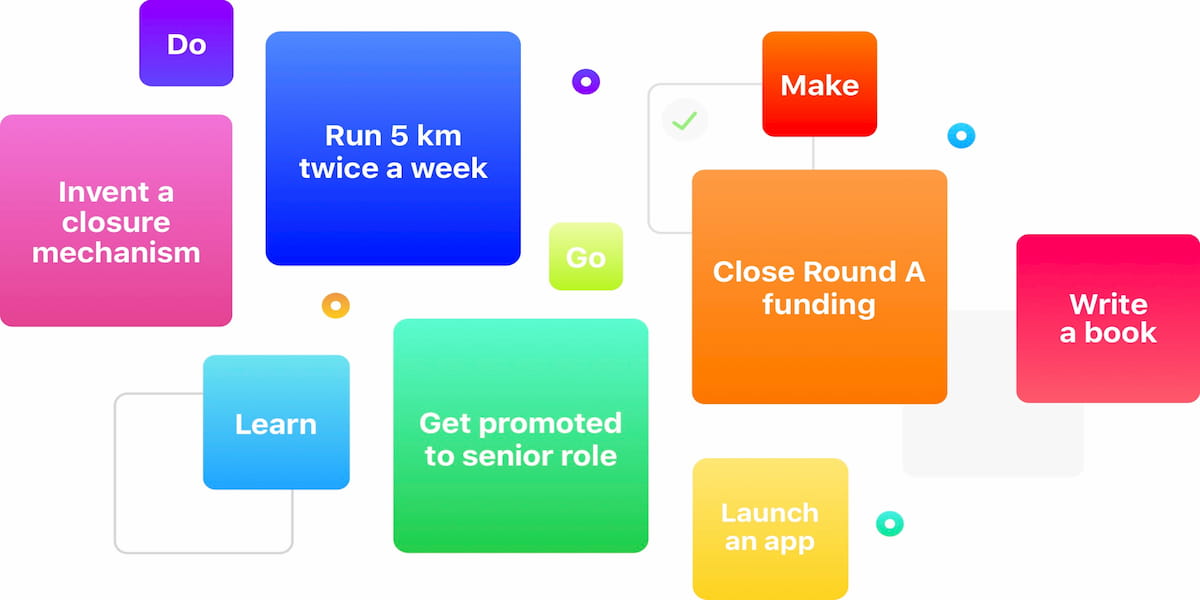 Do
Run 5 km
twice a week
Make
Invent a
closure
mechanism
Go
Close Round A
funding
Write
a book
Learn
Get promoted
to senior role
Launch
an app